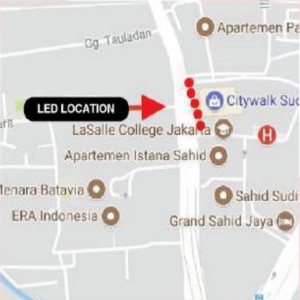 Apartemen Pa
Gg. Tauladan
Citywalk Sud
LED LOCATION
LaSalle College Jakarta
Apartemen Istana Sahid
Menara Batavia
Sahid Sudi
ERA Indonesia
Grand Sahid Jaya